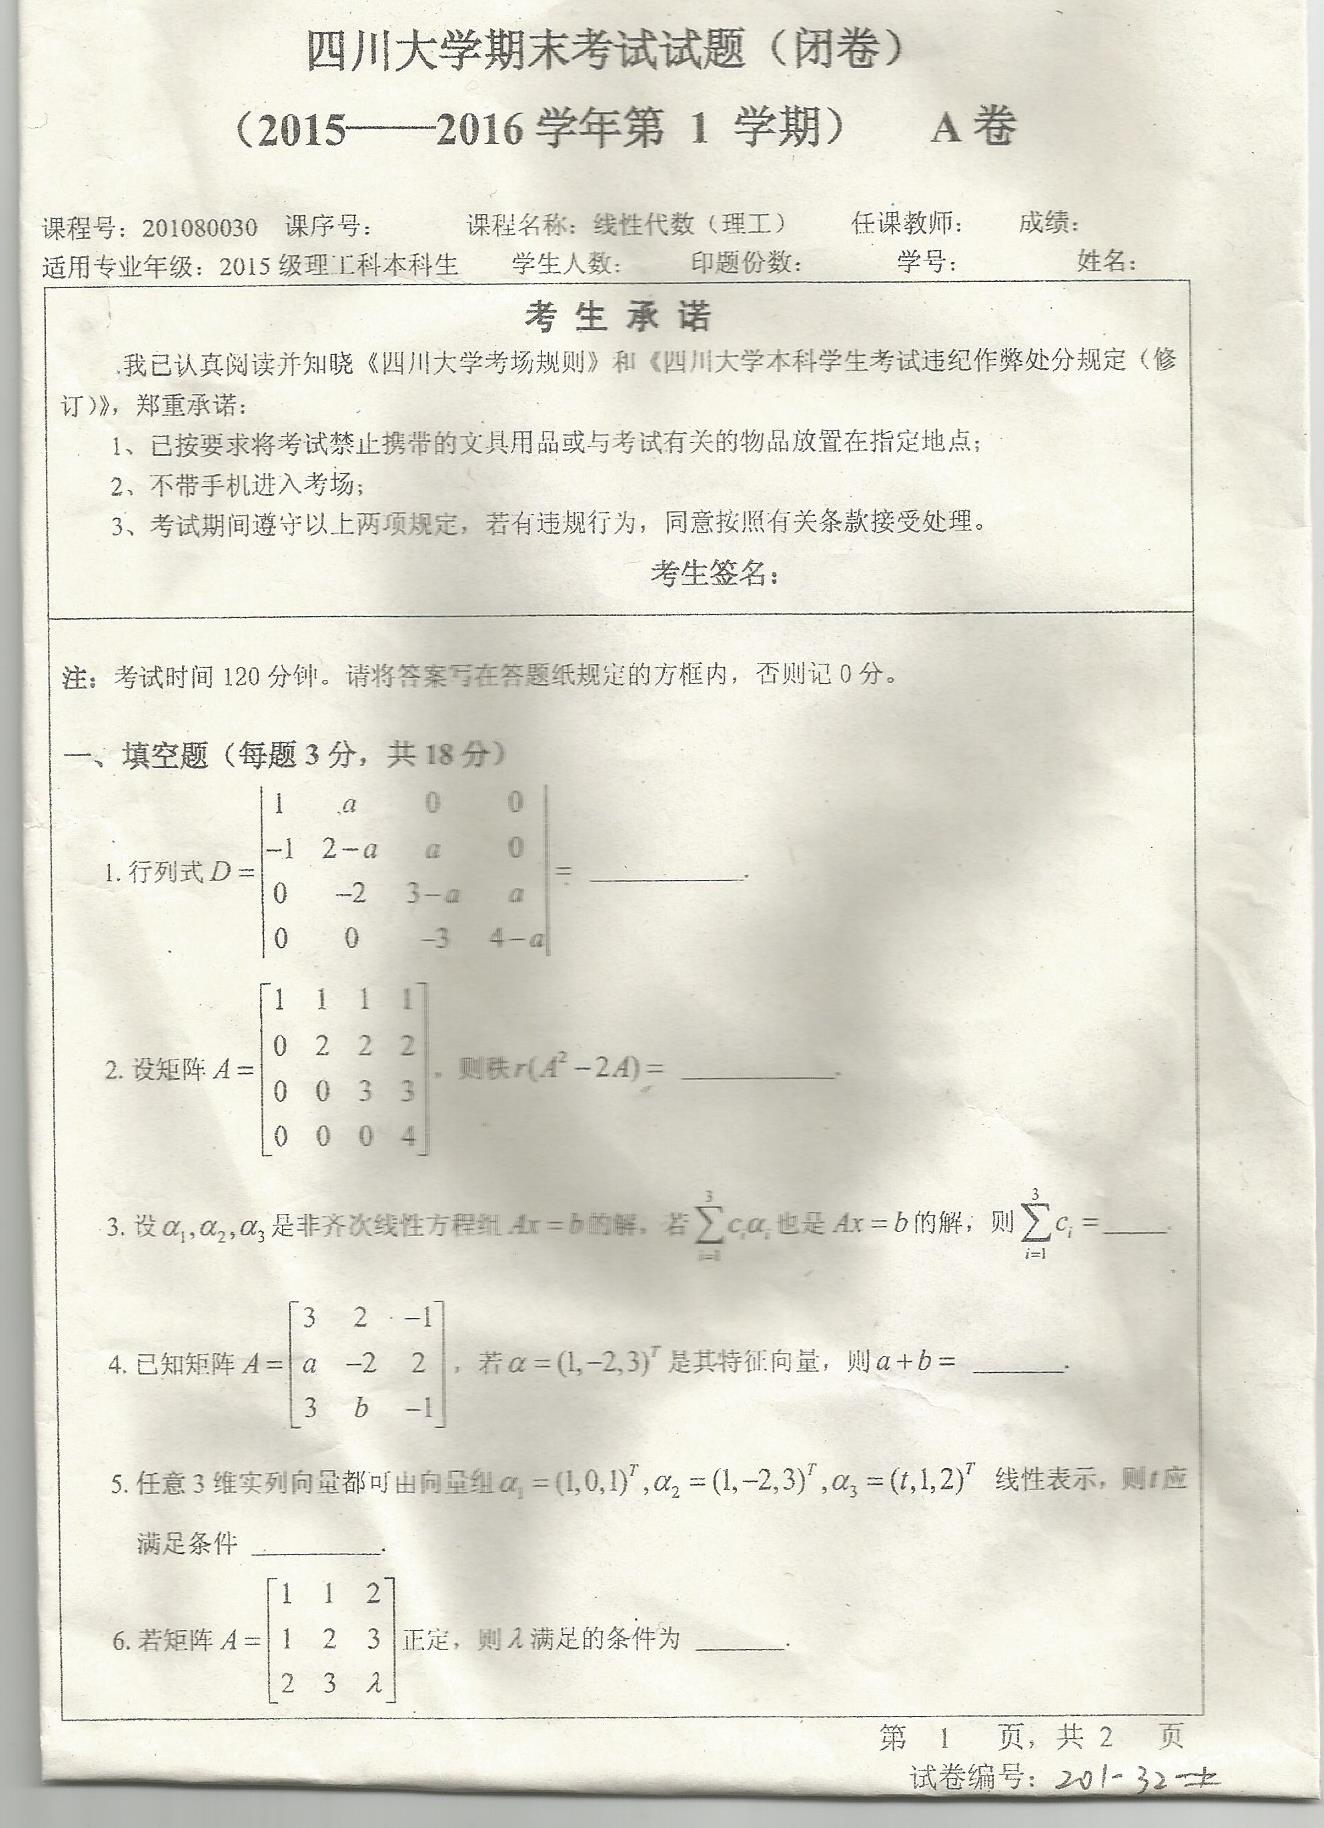 四川大学期末考试试题（闭卷）
（2015——2016 学年第 1 学期） A 卷
课程号：201080030 课序号： 课程名称：线性代数（理工） 任课教师： 成绩：
适用专业年级：2015 级理工科本科生 学生人数： 印题份数： 学号： 姓名：
考 生 承 诺
我已认真阅读并知晓《四川大学考场规则》和《四川大学本科学生考试违纪作弊处分规定（修
订）》，郑重承诺：
1、已按要求将考试禁止携带的文具用品或与考试有关的物品放置在指定地点；
2、不带手机进入考场；
3、考试期间遵守以上两项规定，若有违规行为，同意按照有关条款接受处理。
考生签名：
注：考试时间 120 分钟。请将答案写在答题纸规定的方框内，否则记 0 分。
一、填空题（每题 3 分，共 18 分）
1 a 0 0
-1 2-a a 0
1. 行列式 D = = ______.
0 -2 3-a a
0 0 -3 4-a
1 1 1 1
0 2 2 2
2. 设矩阵 A = ，则秩 r(A² - 2A) = ______.
0 0 3 3
0 0 0 4
3. 设 α₁,α₂,α₃ 是非齐次线性方程组 Ax = b 的解，若 ∑_{i=1}^{3} cᵢαᵢ 也是 Ax = b 的解，则 ∑_{i=1}^{3} cᵢ = ____.
3 2 -1
4. 已知矩阵 A = a -2 2 ，若 α = (1,-2,3)ᵀ 是其特征向量，则 a+b = ______.
3 b -1
5. 任意 3 维实列向量都可由向量组 α₁ = (1,0,1)ᵀ, α₂ = (1,-2,3)ᵀ, α₃ = (t,1,2)ᵀ 线性表示，则 t 应
满足条件 ______.
1 1 2
6. 若矩阵 A = 1 2 3 正定，则 λ 满足的条件为 ______.
2 3 λ
第 1 页，共 2 页
试卷编号：201-32-